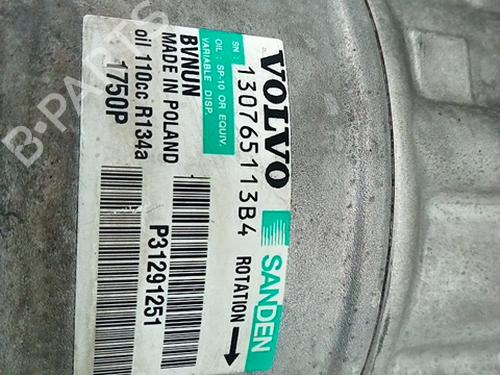 VOLVO
SN: 130765113B4
OIL: SP-10 OR EQUIV.
VARIABLE DISP.
BVNUN
MADE IN POLAND
oil 110cc R134a
1750P
P31291251
SANDEN
ROTATION
B-PARTS